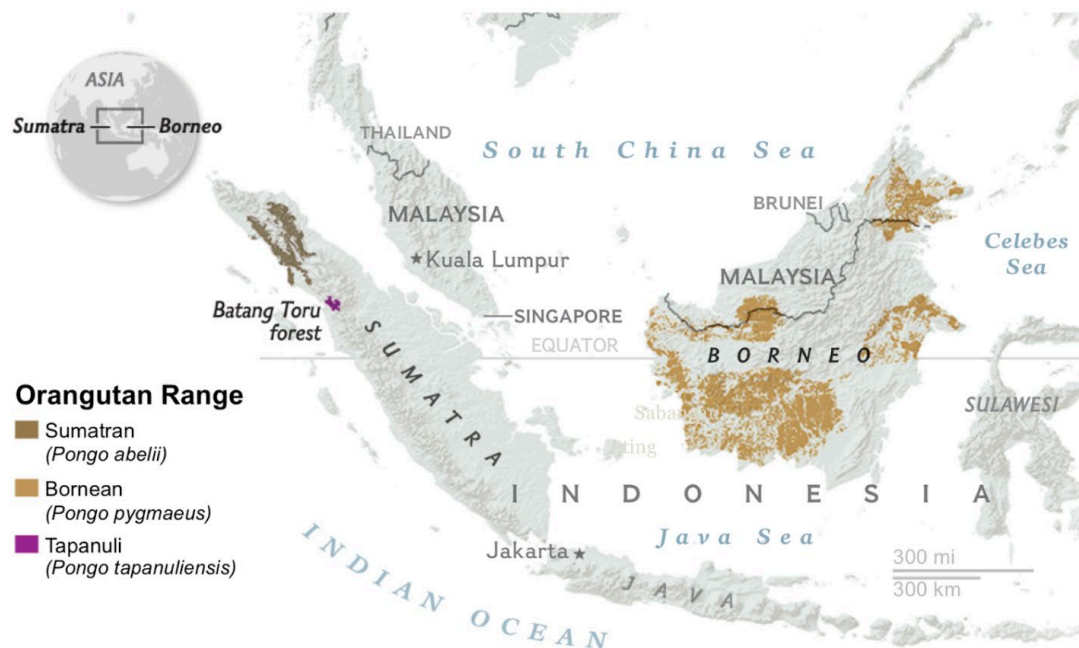 ASIA
Sumatra
Borneo
THAILAND
South China Sea
MALAYSIA
BRUNEI
Kuala Lumpur
Celebes
Sea
MALAYSIA
Batang Toru
forest
SINGAPORE
EQUATOR
BORNEO
SUMATRA
Orangutan Range
Sumatran
(Pongo abelii)
Bornean
(Pongo pygmaeus)
Tapanuli
(Pongo tapanuliensis)
SULAWESI
INDONESIA
Java Sea
Jakarta
INDIAN OCEAN
JAVA
300 mi
300 km